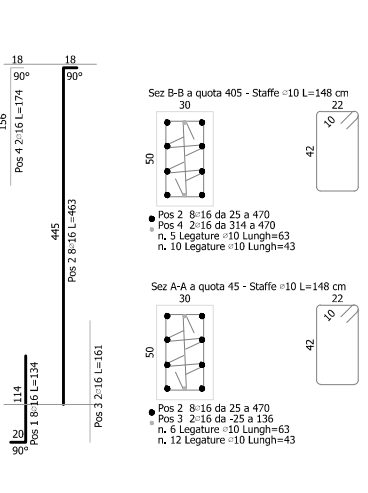 18
90°
156
Pos 4 2⌀16 L=174
18
90°
445
Pos 2 8⌀16 L=463
114
Pos 1 8⌀16 L=134
20
90°
Pos 3 2⌀16 L=161
Sez B-B a quota 405 - Staffe ⌀10 L=148 cm
30
22
50
10
42
Pos 2 8⌀16 da 25 a 470
Pos 4 2⌀16 da 314 a 470
n. 5 Legature ⌀10 Lungh=63
n. 10 Legature ⌀10 Lungh=43
Sez A-A a quota 45 - Staffe ⌀10 L=148 cm
30
22
50
10
42
Pos 2 8⌀16 da 25 a 470
Pos 3 2⌀16 da -25 a 136
n. 6 Legature ⌀10 Lungh=63
n. 12 Legature ⌀10 Lungh=43